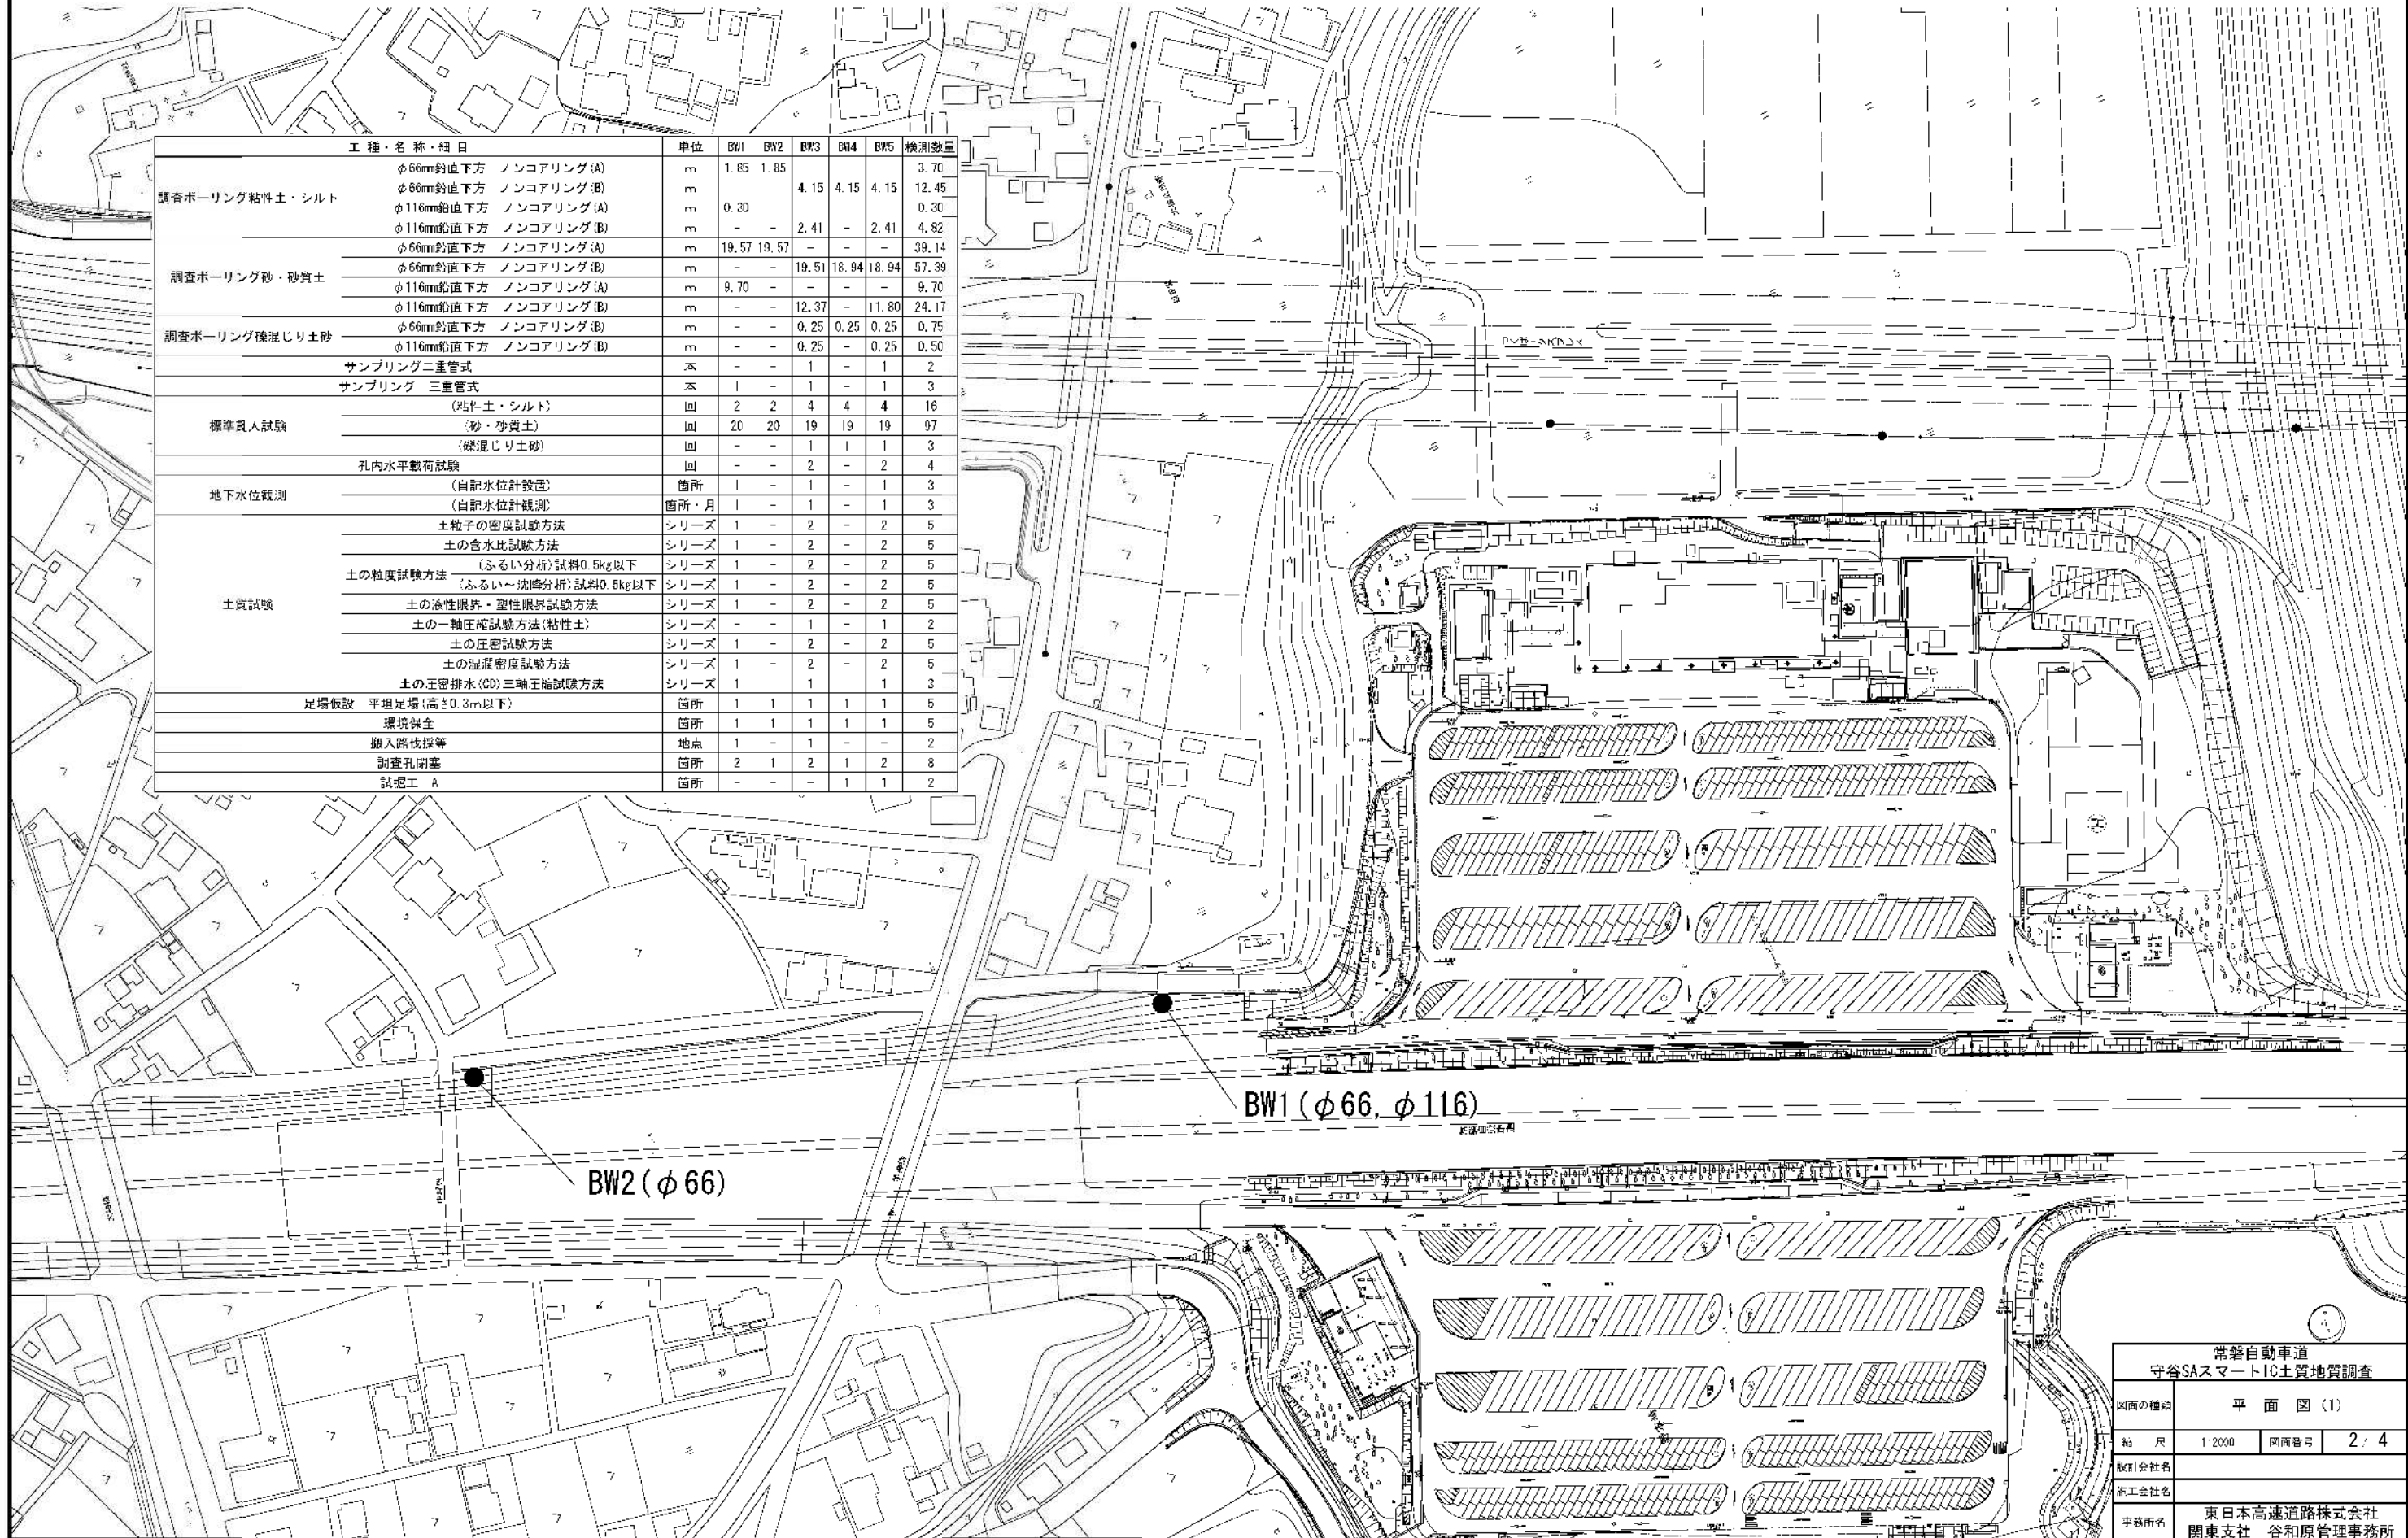 工 種・名 称・細 目 単位 BW1 BW2 BW3 BW4 BW5 検測数量
調査ボーリング粘性土・シルト
φ66mm鉛直下方 ノンコアリング(A) m 1.85 1.85 3.70
φ66mm鉛直下方 ノンコアリング(B) m 4.15 4.15 4.15 12.45
φ116mm鉛直下方 ノンコアリング(A) m 0.30 0.30
φ116mm鉛直下方 ノンコアリング(B) m - - 2.41 - 2.41 4.82
調査ボーリング砂・砂質土
φ66mm鉛直下方 ノンコアリング(A) m 19.57 19.57 - - - 39.14
φ66mm鉛直下方 ノンコアリング(B) m - - 19.51 18.94 18.94 57.39
φ116mm鉛直下方 ノンコアリング(A) m 9.70 - - - - 9.70
φ116mm鉛直下方 ノンコアリング(B) m - - 12.37 - 11.80 24.17
調査ボーリング礫混じり土砂
φ66mm鉛直下方 ノンコアリング(B) m - - 0.25 0.25 0.25 0.75
φ116mm鉛直下方 ノンコアリング(B) m - - 0.25 - 0.25 0.50
サンプリング二重管式 本 - - 1 - 1 2
サンプリング 三重管式 本 1 - 1 - 1 3
標準貫入試験
(粘性土・シルト) 回 2 2 4 4 4 16
(砂・砂質土) 回 20 20 19 19 19 97
(礫混じり土砂) 回 - - 1 1 1 3
孔内水平載荷試験 回 - - 2 - 2 4
地下水位観測
(自記水位計設置) 箇所 1 - 1 - 1 3
(自記水位計観測) 箇所・月 1 - 1 - 1 3
土質試験
土粒子の密度試験方法 シリーズ 1 - 2 - 2 5
土の含水比試験方法 シリーズ 1 - 2 - 2 5
土の粒度試験方法
(ふるい分析)試料0.5kg以下 シリーズ 1 - 2 - 2 5
(ふるい～沈降分析)試料0.5kg以下 シリーズ 1 - 2 - 2 5
土の液性限界・塑性限界試験方法 シリーズ 1 - 2 - 2 5
土の一軸圧縮試験方法(粘性土) シリーズ - - 1 - 1 2
土の圧密試験方法 シリーズ 1 - 2 - 2 5
土の湿潤密度試験方法 シリーズ 1 - 2 - 2 5
土の圧密排水(CD)三軸圧縮試験方法 シリーズ 1 1 1 3
足場仮設 平坦足場(高さ0.3m以下) 箇所 1 1 1 1 1 5
環境保全 箇所 1 1 1 1 1 5
搬入路伐採等 地点 1 - 1 - - 2
調査孔閉塞 箇所 2 1 2 1 2 8
試掘工 A 箇所 - - - 1 1 2
BW1(φ66, φ116)
BW2(φ66)
常磐自動車道
守谷SAスマートIC土質地質調査
図面の種類 平 面 図 (1)
縮 尺 1:2000 図面番号 2 / 4
設計会社名
施工会社名
事務所名 東日本高速道路株式会社
関東支社 谷和原管理事務所